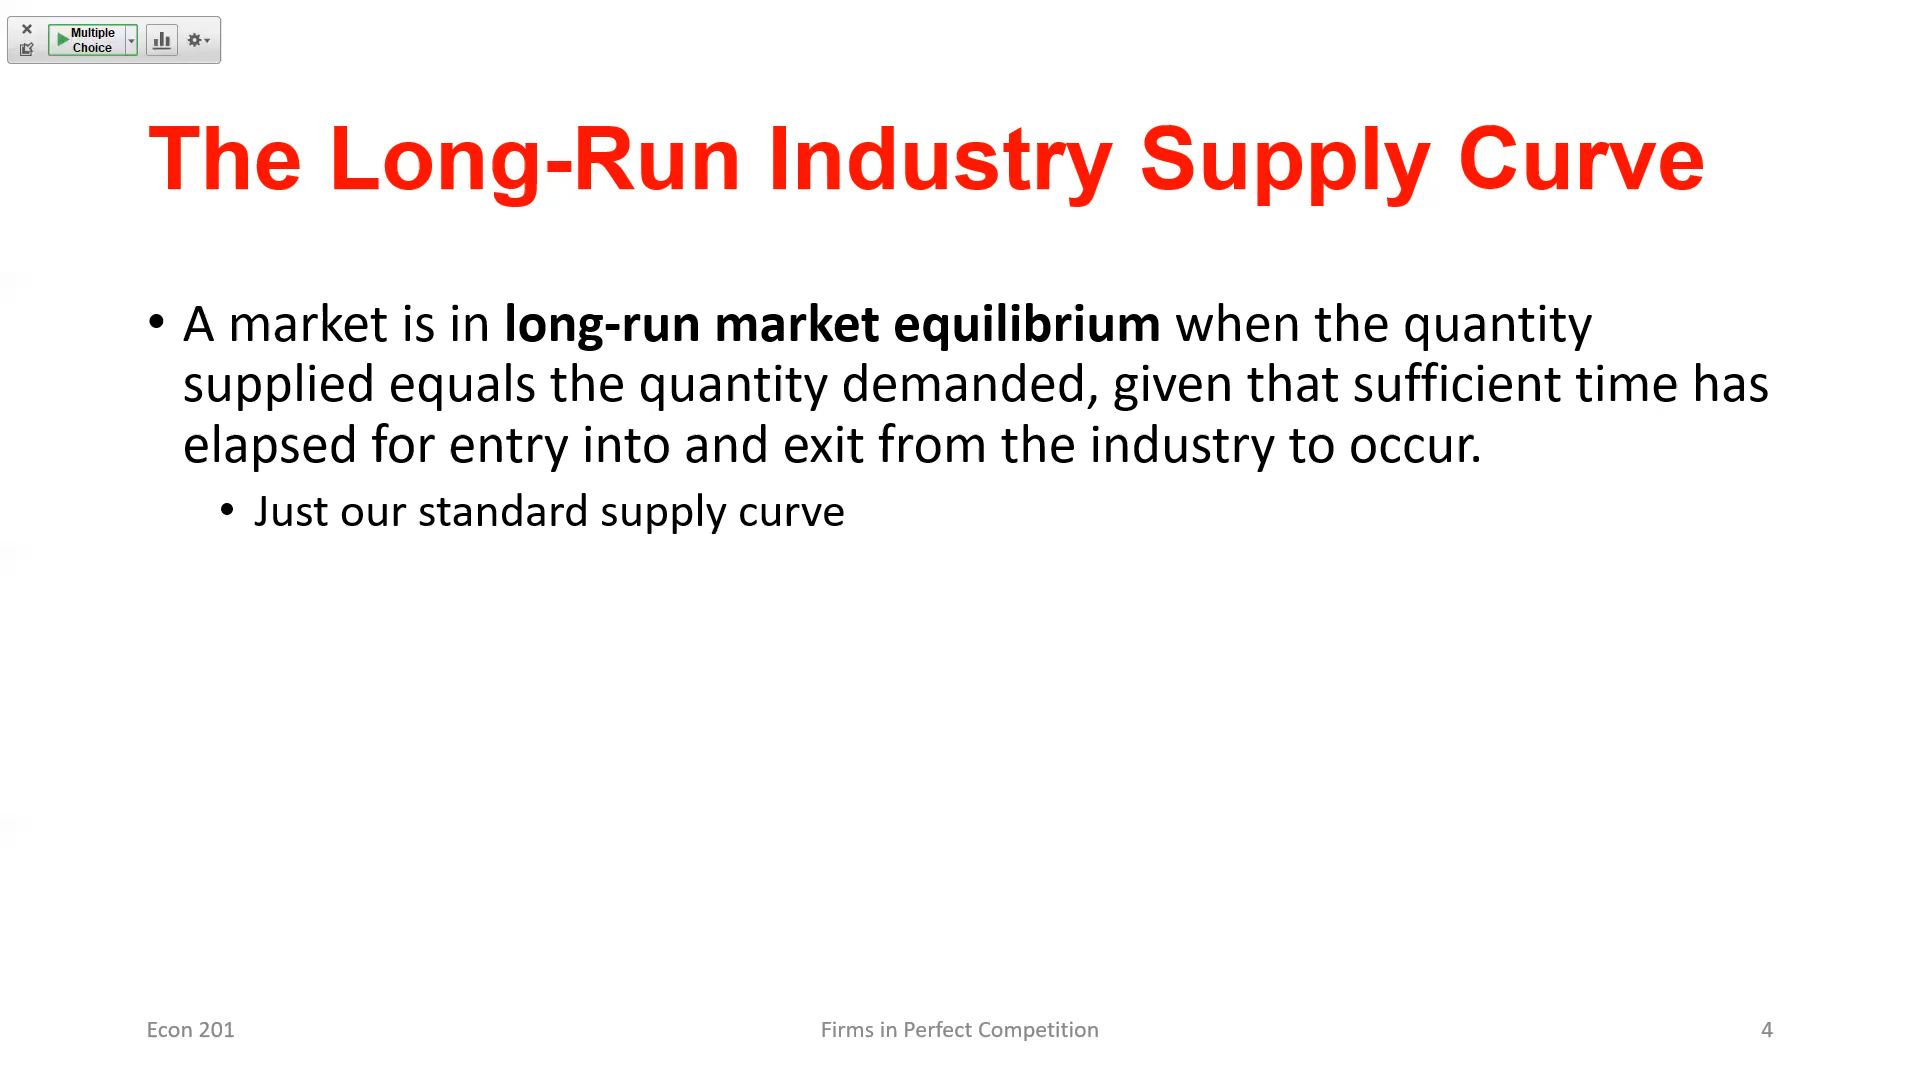 Multiple
Choice
The Long-Run Industry Supply Curve
• A market is in long-run market equilibrium when the quantity
supplied equals the quantity demanded, given that sufficient time has
elapsed for entry into and exit from the industry to occur.
• Just our standard supply curve
Econ 201
Firms in Perfect Competition
4